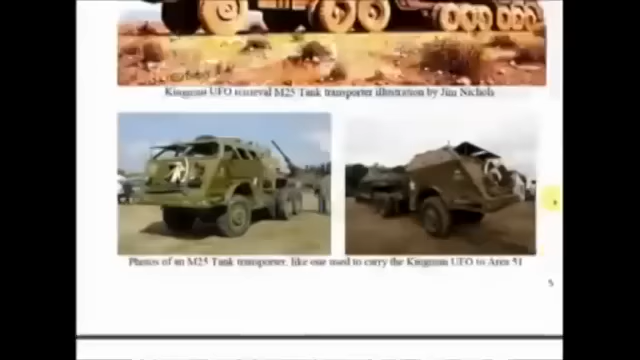 Kingman UFO retrieval M25 Tank transporter illustration by Jim Nichols
Photos of an M25 Tank transporter, like one used to carry the Kingman UFO to Area 51
5